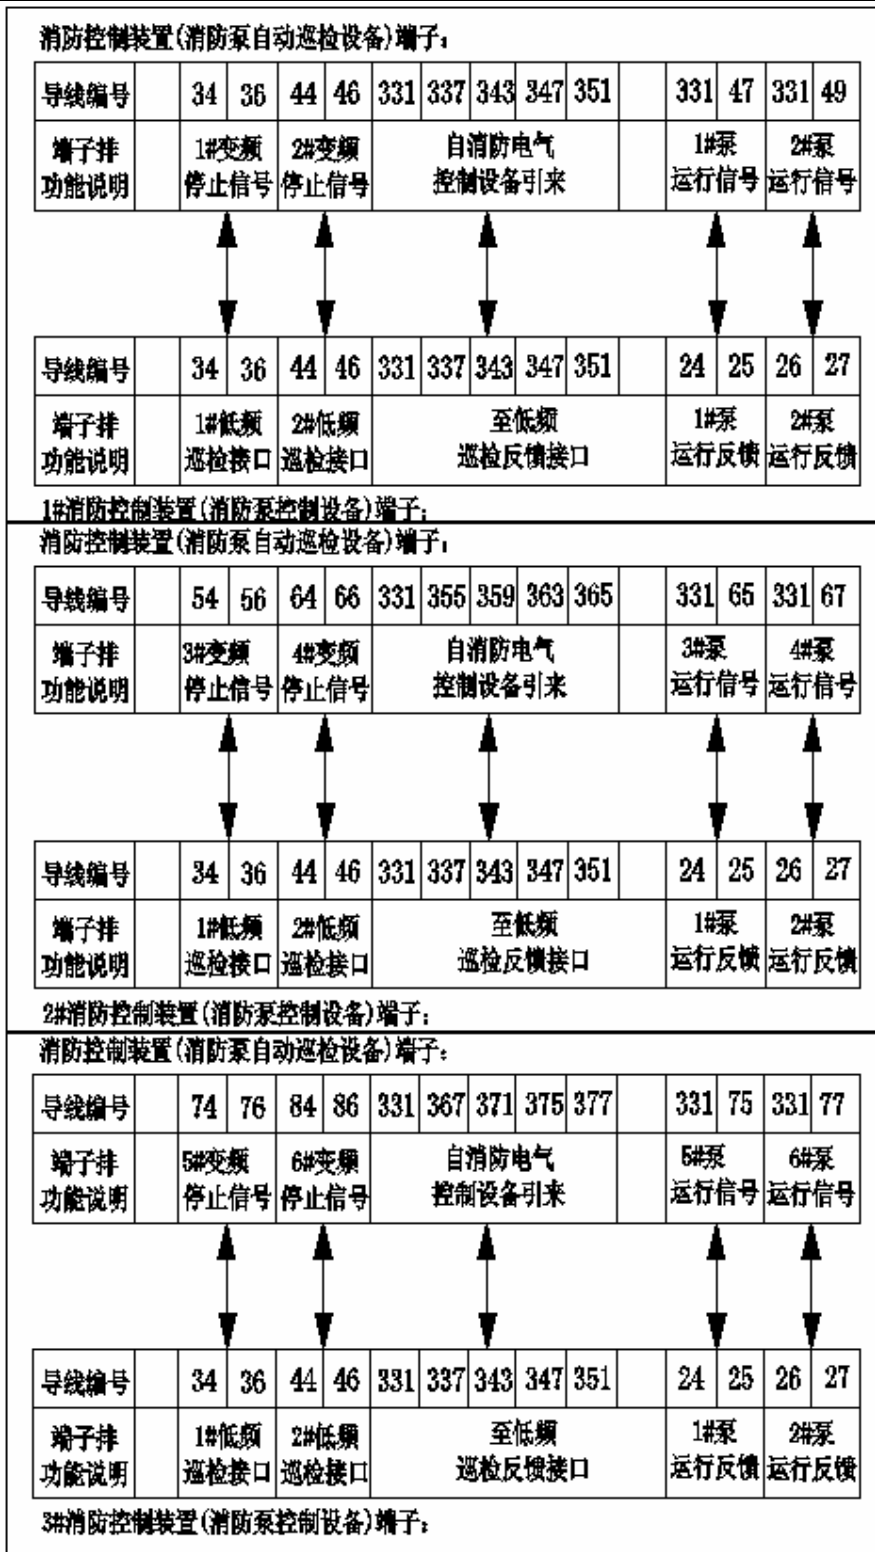 消防控制装置(消防泵自动巡检设备)端子：
导线编号 34 36 44 46 331 337 343 347 351 331 47 331 49
端子排 1#变频 2#变频 自消防电气 1#泵 2#泵
功能说明 停止信号 停止信号 控制设备引来 运行信号 运行信号
导线编号 34 36 44 46 331 337 343 347 351 24 25 26 27
端子排 1#低频 2#低频 至低频 1#泵 2#泵
功能说明 巡检接口 巡检接口 巡检反馈接口 运行反馈 运行反馈
1#消防控制装置(消防泵控制设备)端子：
消防控制装置(消防泵自动巡检设备)端子：
导线编号 54 56 64 66 331 355 359 363 365 331 65 331 67
端子排 3#变频 4#变频 自消防电气 3#泵 4#泵
功能说明 停止信号 停止信号 控制设备引来 运行信号 运行信号
导线编号 34 36 44 46 331 337 343 347 351 24 25 26 27
端子排 1#低频 2#低频 至低频 1#泵 2#泵
功能说明 巡检接口 巡检接口 巡检反馈接口 运行反馈 运行反馈
2#消防控制装置(消防泵控制设备)端子：
消防控制装置(消防泵自动巡检设备)端子：
导线编号 74 76 84 86 331 367 371 375 377 331 75 331 77
端子排 5#变频 6#变频 自消防电气 5#泵 6#泵
功能说明 停止信号 停止信号 控制设备引来 运行信号 运行信号
导线编号 34 36 44 46 331 337 343 347 351 24 25 26 27
端子排 1#低频 2#低频 至低频 1#泵 2#泵
功能说明 巡检接口 巡检接口 巡检反馈接口 运行反馈 运行反馈
3#消防控制装置(消防泵控制设备)端子：